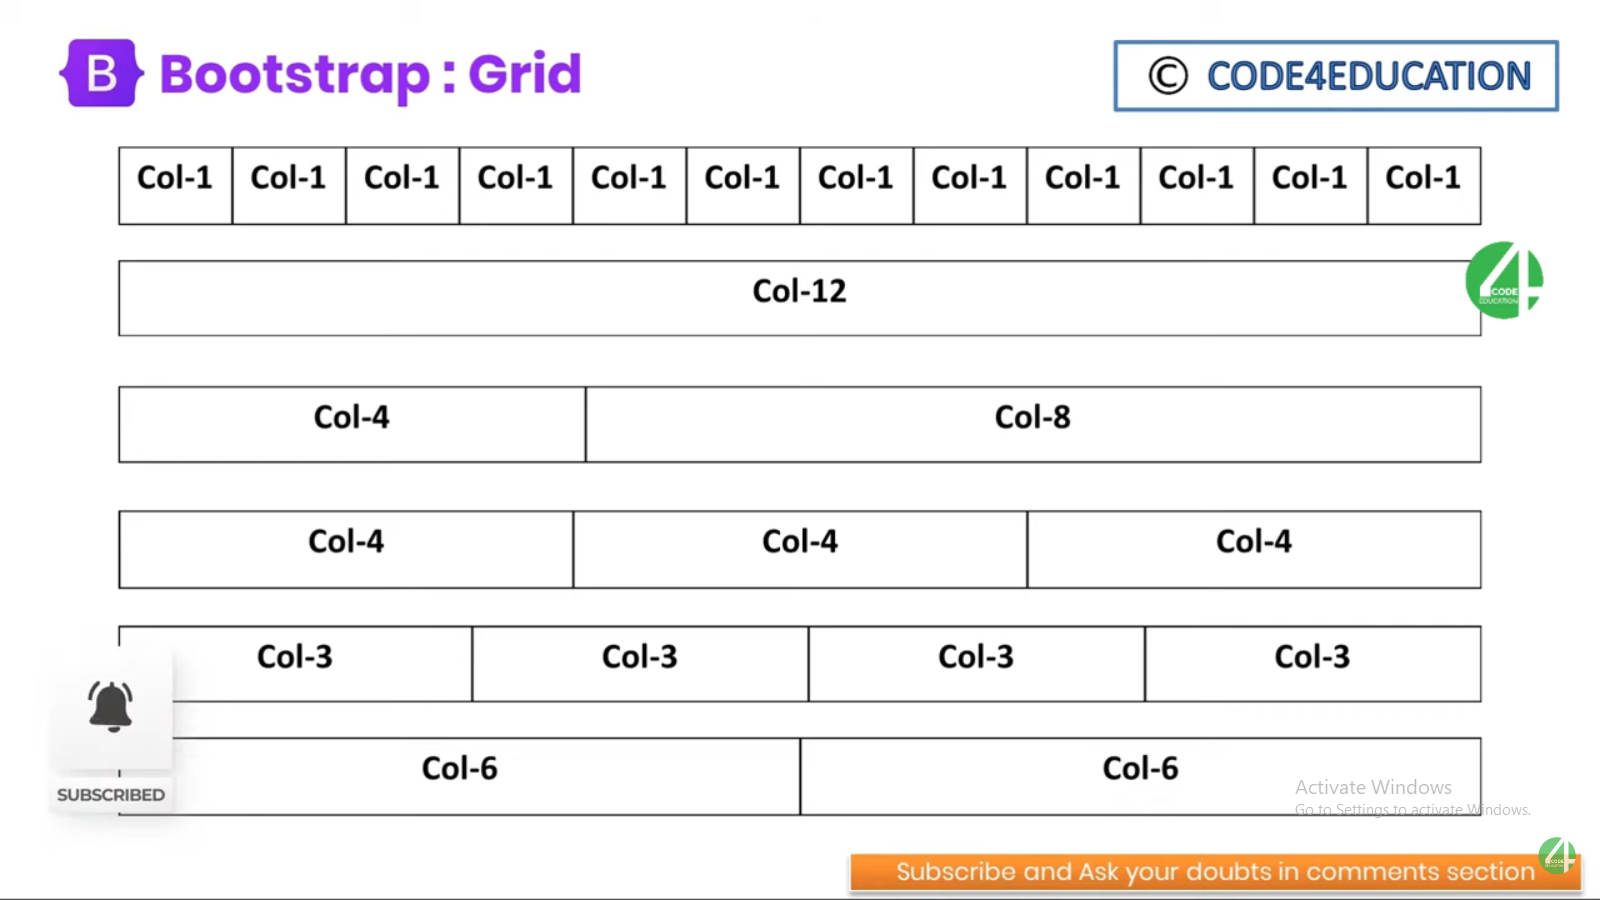 B Bootstrap : Grid
© CODE4EDUCATION
Col-1 Col-1 Col-1 Col-1 Col-1 Col-1 Col-1 Col-1 Col-1 Col-1 Col-1 Col-1
Col-12
4
CODE
EDUCATION
Col-4 Col-8
Col-4 Col-4 Col-4
Col-3 Col-3 Col-3 Col-3
Col-6 Col-6
SUBSCRIBED
Activate Windows
Go to Settings to activate Windows.
Subscribe and Ask your doubts in comments section
4